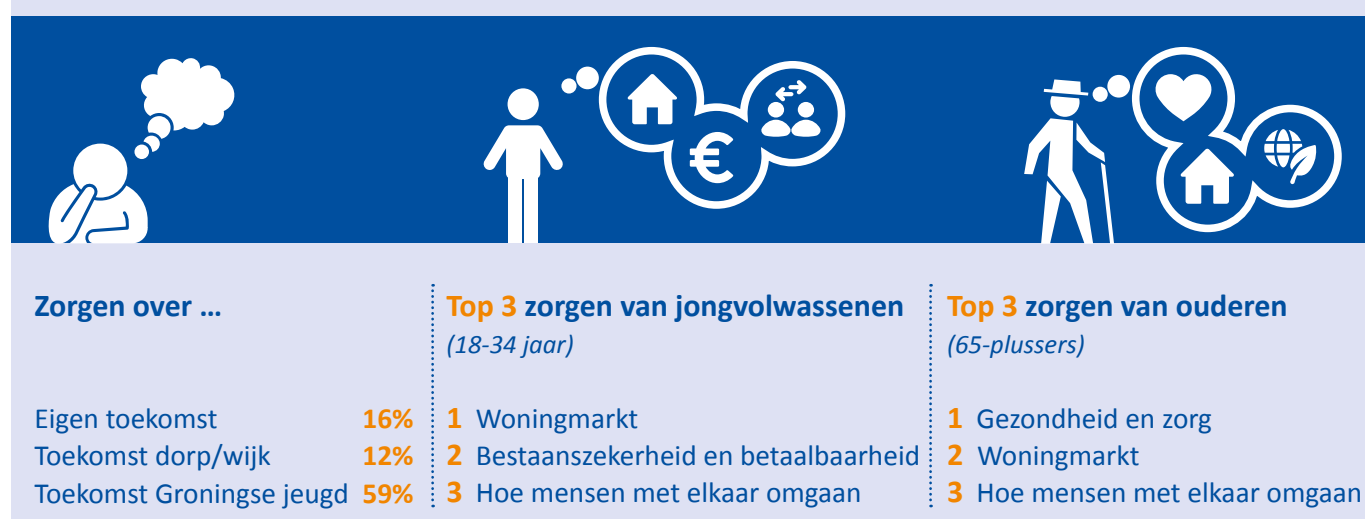 Zorgen over ...
Eigen toekomst 16%
Toekomst dorp/wijk 12%
Toekomst Groningse jeugd 59%
Top 3 zorgen van jongvolwassenen
(18-34 jaar)
1 Woningmarkt
2 Bestaanszekerheid en betaalbaarheid
3 Hoe mensen met elkaar omgaan
Top 3 zorgen van ouderen
(65-plussers)
1 Gezondheid en zorg
2 Woningmarkt
3 Hoe mensen met elkaar omgaan